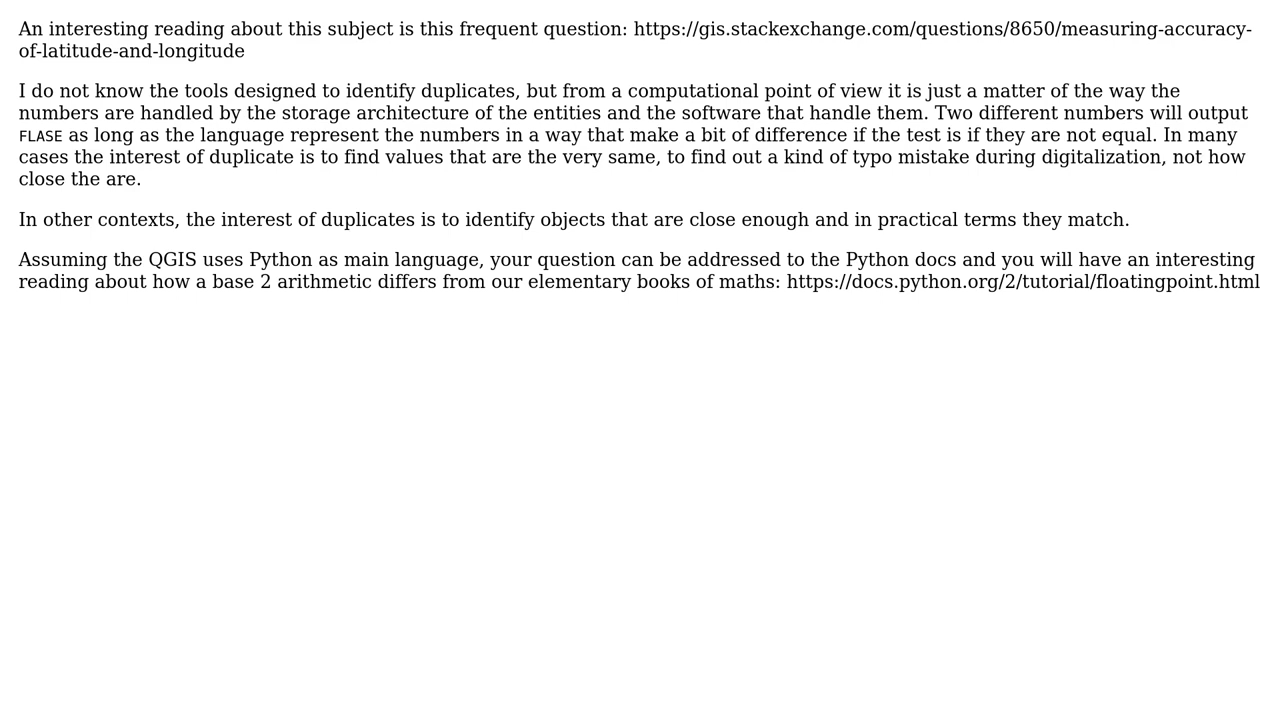 An interesting reading about this subject is this frequent question: https://gis.stackexchange.com/questions/8650/measuring-accuracy-
of-latitude-and-longitude
I do not know the tools designed to identify duplicates, but from a computational point of view it is just a matter of the way the
numbers are handled by the storage architecture of the entities and the software that handle them. Two different numbers will output
FLASE as long as the language represent the numbers in a way that make a bit of difference if the test is if they are not equal. In many
cases the interest of duplicate is to find values that are the very same, to find out a kind of typo mistake during digitalization, not how
close the are.
In other contexts, the interest of duplicates is to identify objects that are close enough and in practical terms they match.
Assuming the QGIS uses Python as main language, your question can be addressed to the Python docs and you will have an interesting
reading about how a base 2 arithmetic differs from our elementary books of maths: https://docs.python.org/2/tutorial/floatingpoint.html